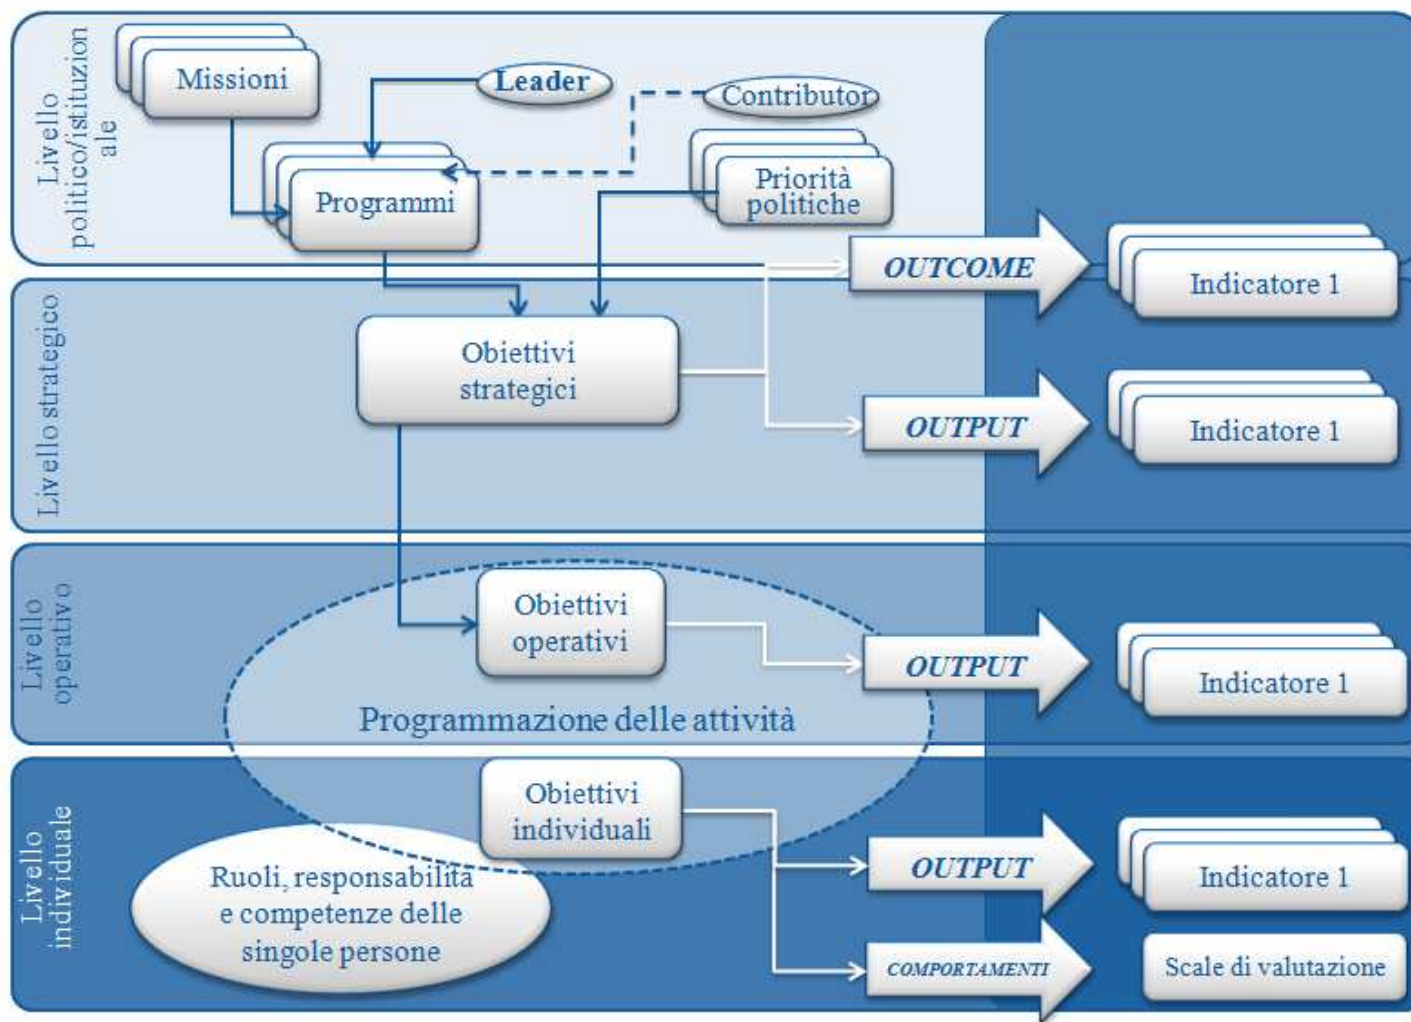 Livello
politico/istituzion
ale
Missioni
Leader
Contributor
Programmi
Priorità
politiche
OUTCOME
Indicatore 1
Livello strategico
Obiettivi
strategici
OUTPUT
Indicatore 1
Livello
operativo
Obiettivi
operativi
OUTPUT
Indicatore 1
Programmazione delle attività
Livello
individuale
Obiettivi
individuali
Ruoli, responsabilità
e competenze delle
singole persone
OUTPUT
Indicatore 1
COMPORTAMENTI
Scale di valutazione